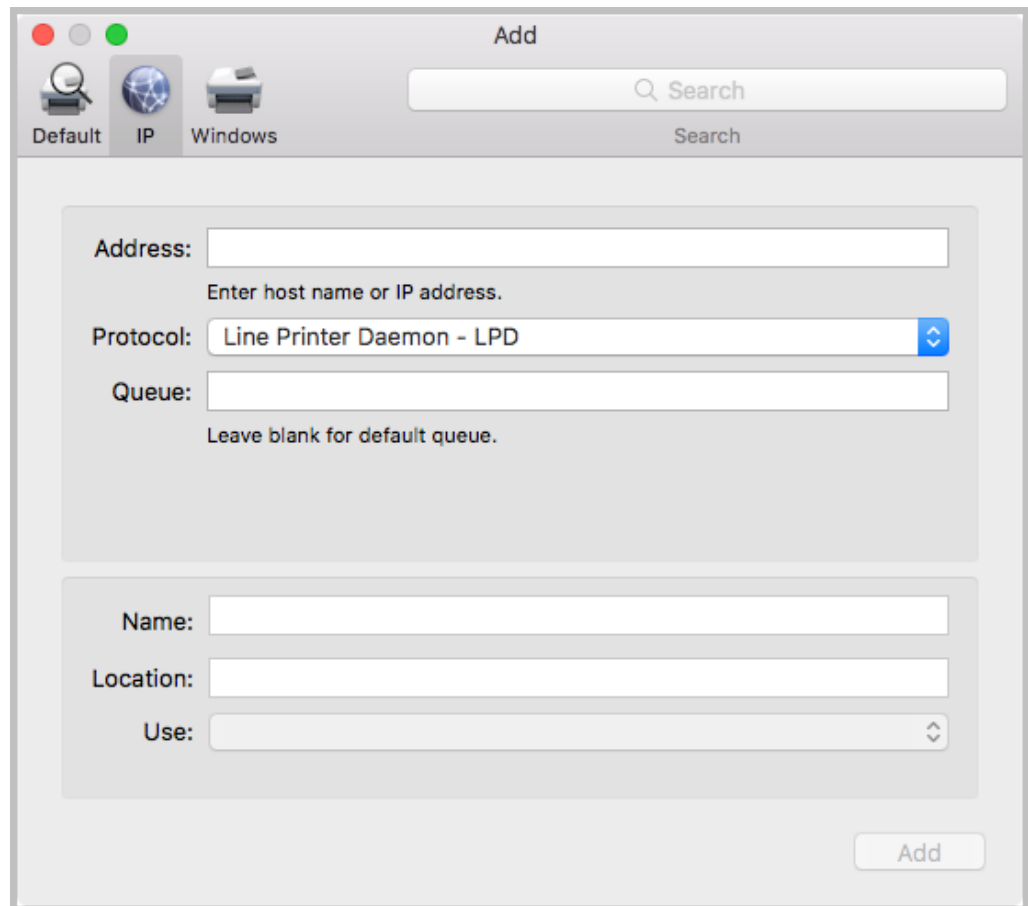 Add
Search
Default IP Windows
Search
Address:
Enter host name or IP address.
Protocol: Line Printer Daemon - LPD
Queue:
Leave blank for default queue.
Name:
Location:
Use:
Add